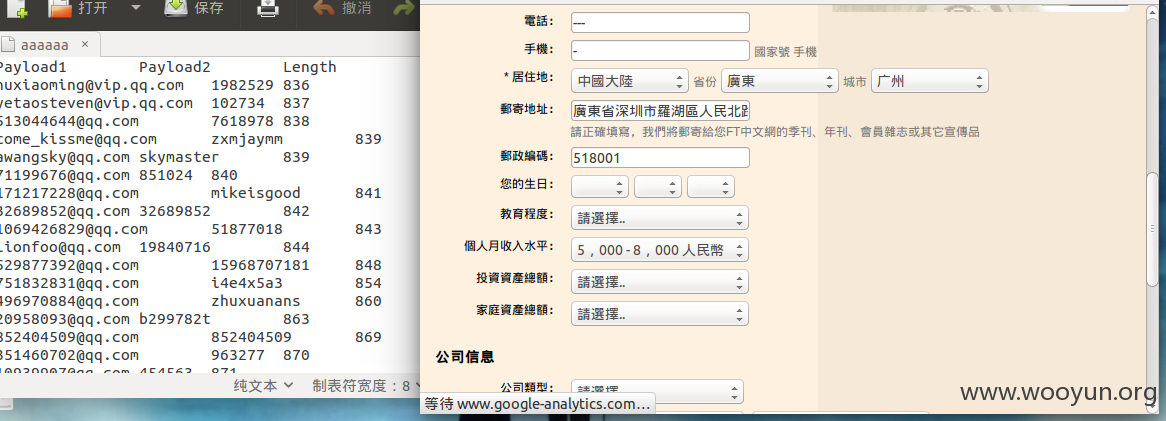 打开 保存 撤消
aaaaaa ×
Payload1 Payload2 Length
1982529 836
yetaosteven@vip.qq.com 102734 837
513044644@qq.com 7618978 838
come_kissme@qq.com zxmjaymm 839
awangsky@qq.com skymaster 839
71199676@qq.com 851024 840
171217228@qq.com mikeisgood 841
32689852@qq.com 32689852 842
1069426829@qq.com 51877018 843
lionfoo@qq.com 19840716 844
529877392@qq.com 15968707181 848
751832831@qq.com i4e4x5a3 854
496970884@qq.com zhuxuanans 860
20958093@qq.com b299782t 863
852404509@qq.com 852404509 869
351460702@qq.com 963277 870
纯文本 制表符宽度：8
電話: ---
手機: - 國家號 手機
* 居住地: 中國大陸 省份 廣東 城市 广州
郵寄地址: 廣東省深圳市羅湖區人民北路
請正確填寫，我們將郵寄給您FT中文網的季刊、年刊、會員雜志或其它宣傳品
郵政編碼: 518001
您的生日:
教育程度: 請選擇..
個人月收入水平: 5，000-8，000人民幣
投資資產總額: 請選擇..
家庭資產總額: 請選擇..
公司信息
公司類型: 請選擇..
等待 www.google-analytics.com…
www.wooyun.org